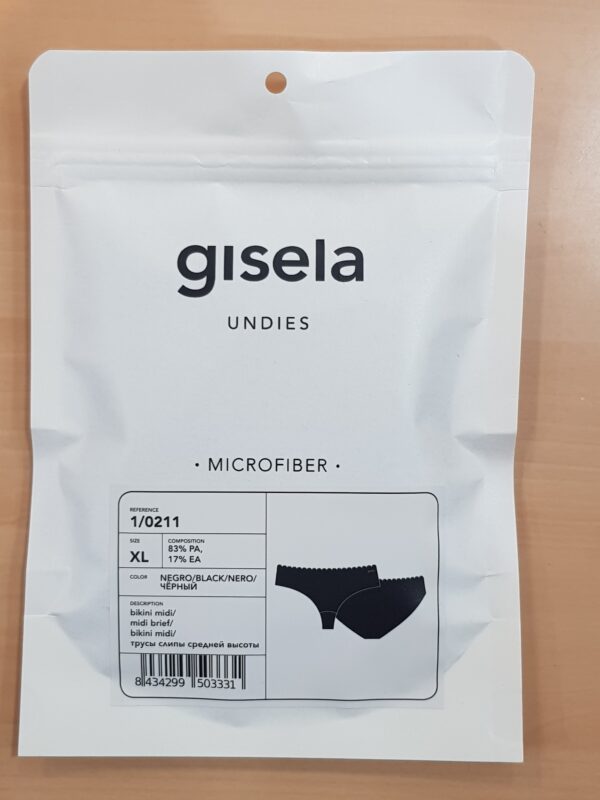 gisela
UNDIES
· MICROFIBER ·
REFERENCE
1/0211
SIZE
XL
COMPOSITION
83% PA,
17% EA
COLOR
NEGRO/BLACK/NERO/
ЧЁРНЫЙ
DESCRIPTION
bikini midi/
midi brief/
bikini midi/
трусы слипы средней высоты
8 434299 503331